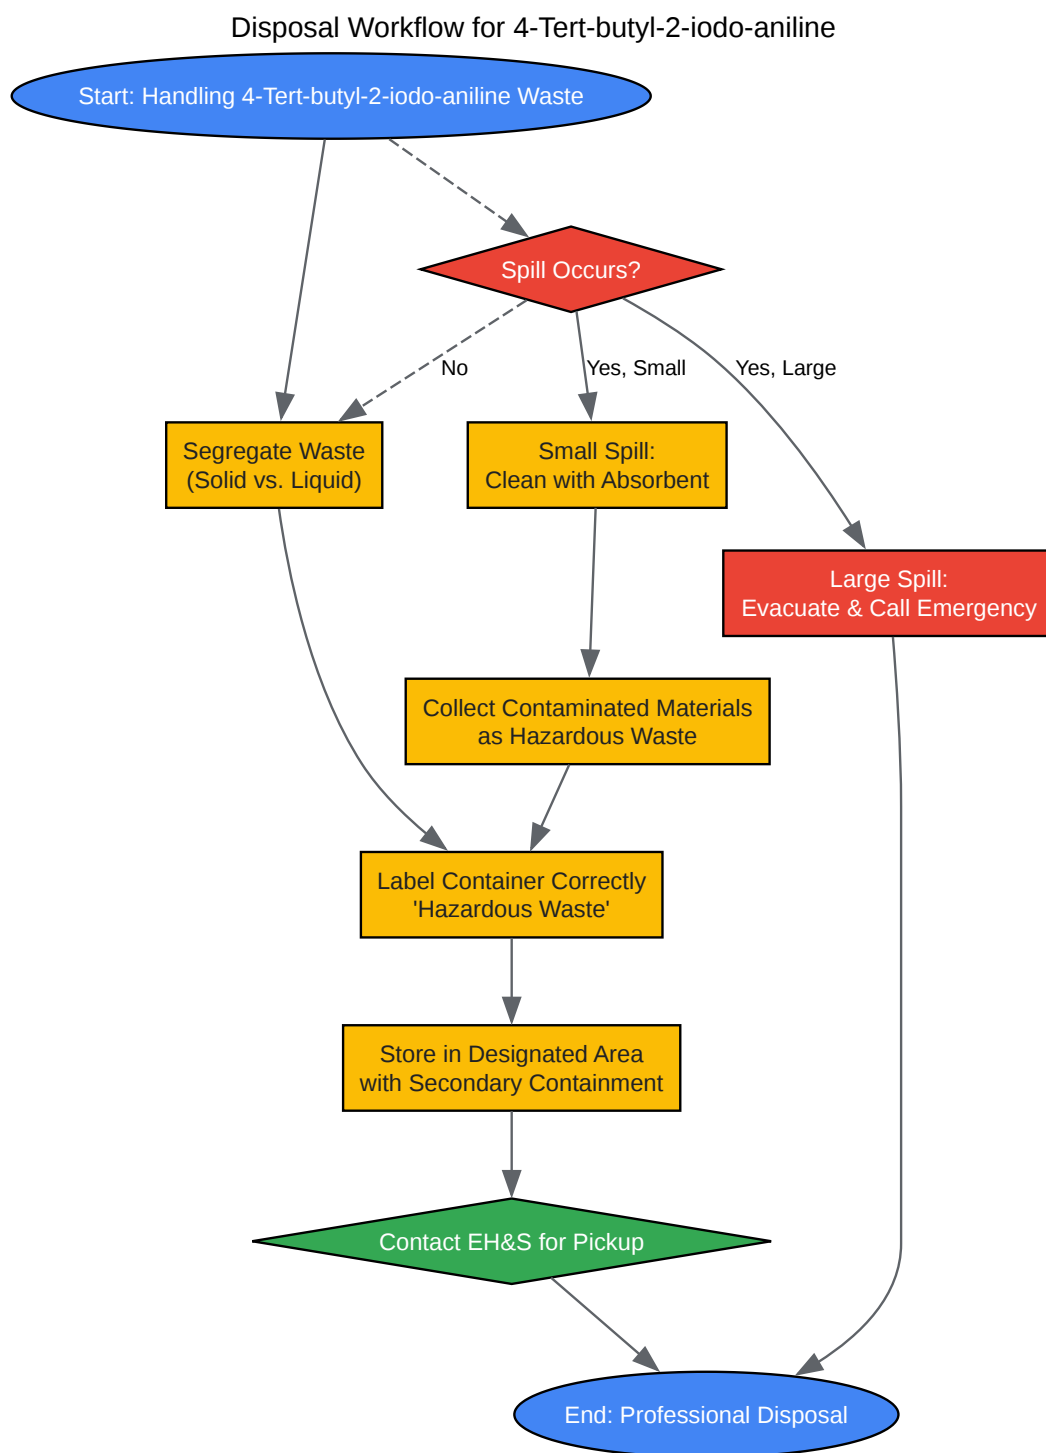 Disposal Workflow for 4-Tert-butyl-2-iodo-aniline
Start: Handling 4-Tert-butyl-2-iodo-aniline Waste
Spill Occurs?
No
Yes, Small
Yes, Large
Segregate Waste
(Solid vs. Liquid)
Small Spill:
Clean with Absorbent
Large Spill:
Evacuate & Call Emergency
Collect Contaminated Materials
as Hazardous Waste
Label Container Correctly
'Hazardous Waste'
Store in Designated Area
with Secondary Containment
Contact EH&S for Pickup
End: Professional Disposal